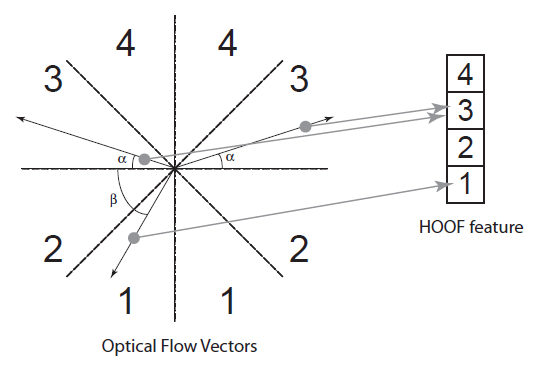 4 4
3 3
α α
β
2 2
1 1
Optical Flow Vectors
4
3
2
1
HOOF feature